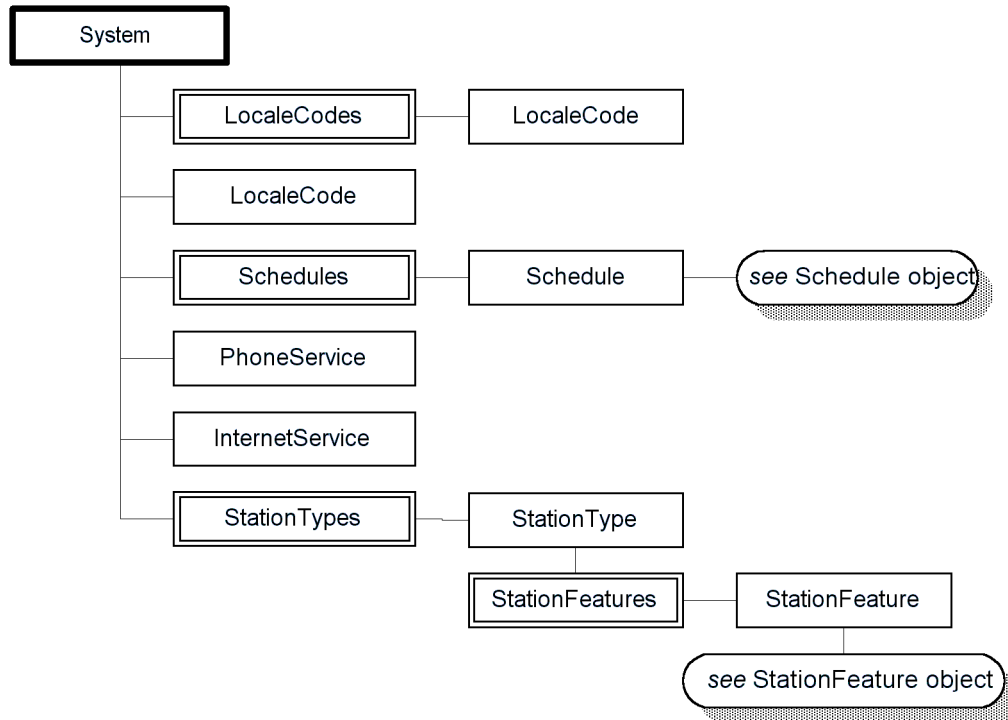 System
LocaleCodes
LocaleCode
LocaleCode
Schedules
Schedule
see Schedule object
PhoneService
InternetService
StationTypes
StationType
StationFeatures
StationFeature
see StationFeature object